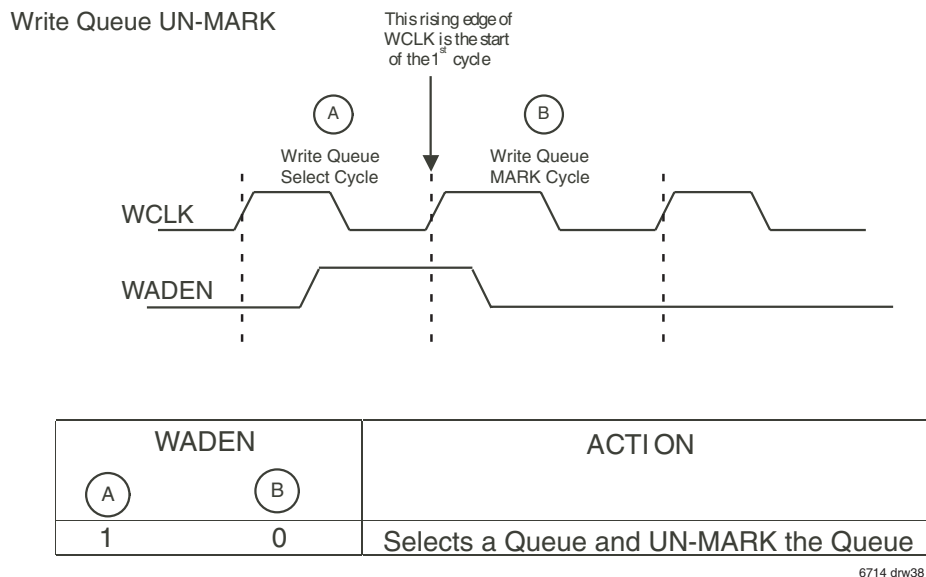 Write Queue UN-MARK
This rising edge of
WCLK is the start
of the 1st cycle
A
B
Write Queue
Select Cycle
Write Queue
MARK Cycle
WCLK
WADEN
WADEN
ACTION
A
B
1
0
Selects a Queue and UN-MARK the Queue
6714 drw38